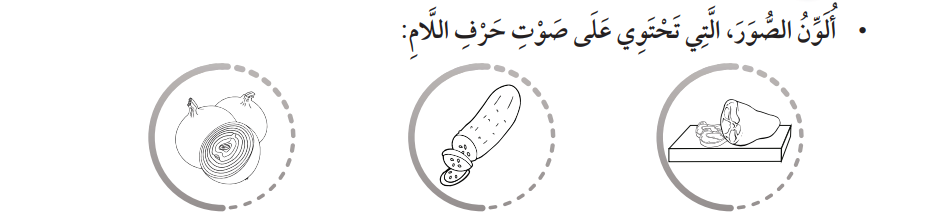 • أُلَوِّنُ الصُّوَرَ، الَّتِي تَحْتَوِي عَلَى صَوْتِ حَرْفِ اللَّامِ: